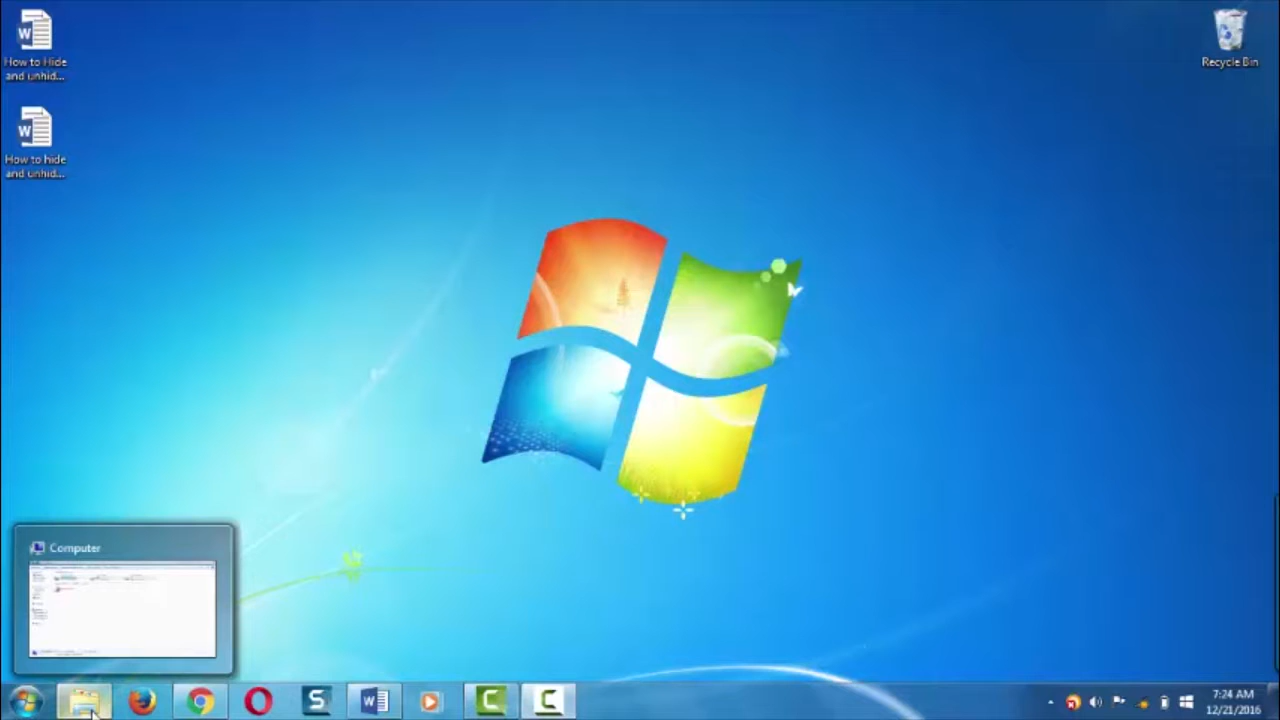 How to Hide
and unhid...
How to hide
and unhid...
Recycle Bin
Computer
7:24 AM
12/21/2016